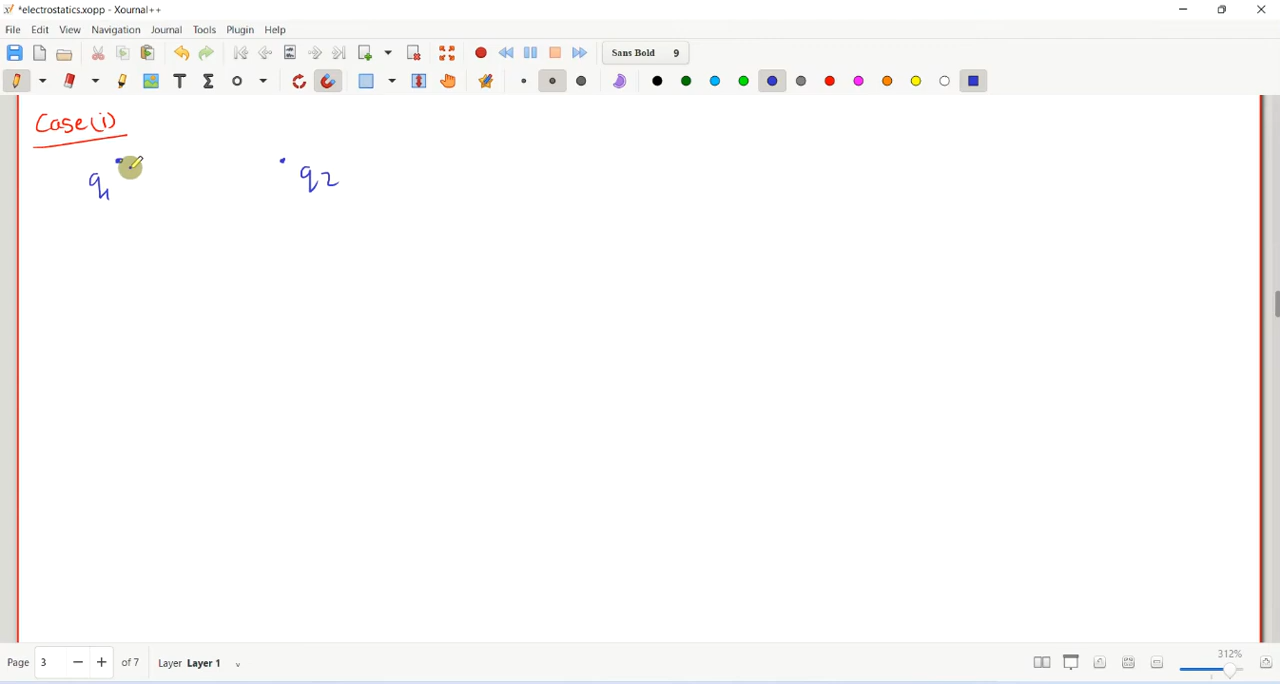 *electrostatics.xopp - Xournal++
File Edit View Navigation Journal Tools Plugin Help
Sans Bold 9
Case(i)
q1 q2
Page 3 of 7 Layer Layer 1 312%